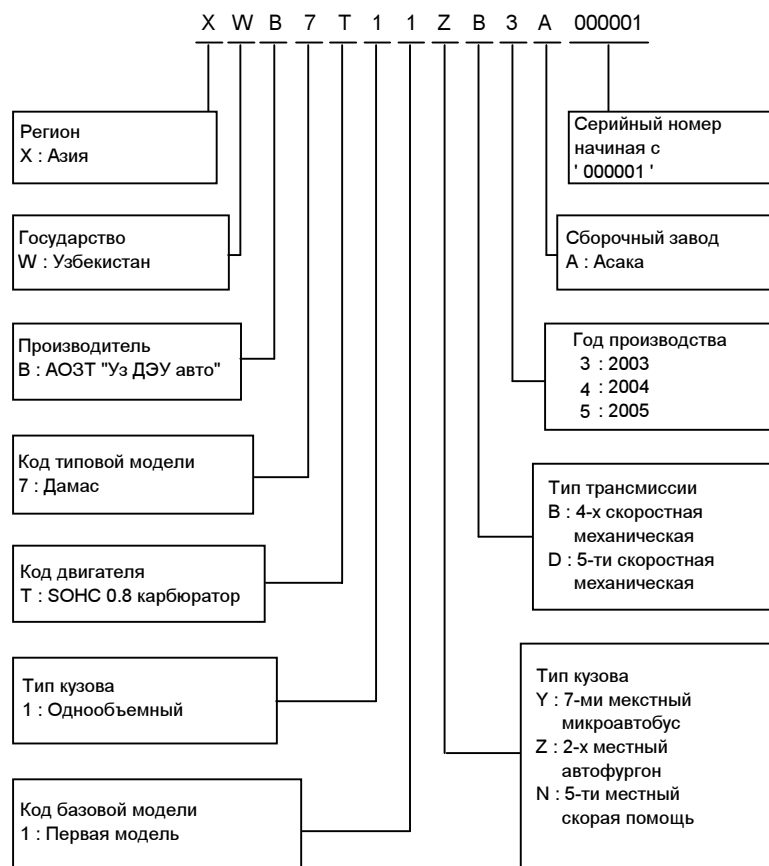 X W B 7 T 1 1 Z B 3 A 000001
Регион
X : Азия
Государство
W : Узбекистан
Производитель
B : АОЗТ "Уз ДЭУ авто"
Код типовой модели
7 : Дамас
Код двигателя
T : SOHC 0.8 карбюратор
Тип кузова
1 : Однообъемный
Код базовой модели
1 : Первая модель
Серийный номер
начиная с
' 000001 '
Сборочный завод
A : Асака
Год производства
3 : 2003
4 : 2004
5 : 2005
Тип трансмиссии
B : 4-х скоростная
механическая
D : 5-ти скоростная
механическая
Тип кузова
Y : 7-ми мекстный
микроавтобус
Z : 2-х местный
автофургон
N : 5-ти местный
скорая помощь